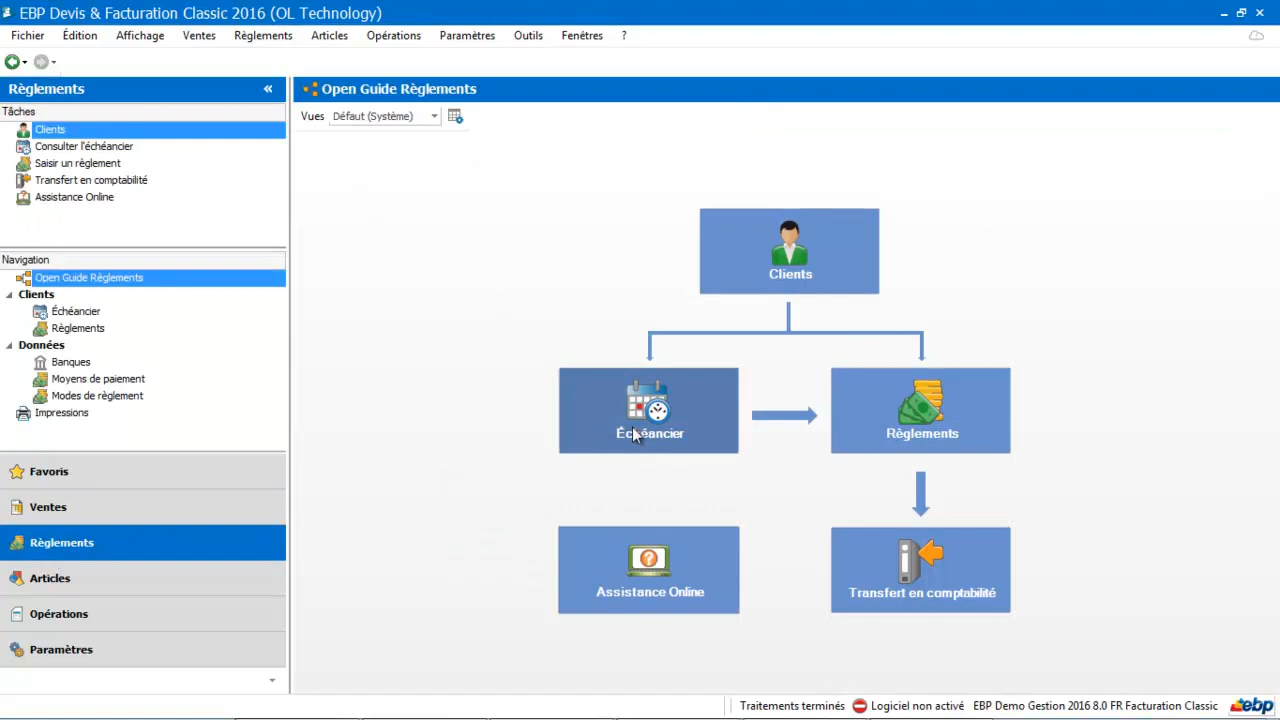 EBP Devis & Facturation Classic 2016 (OL Technology)
Fichier Édition Affichage Ventes Règlements Articles Opérations Paramètres Outils Fenêtres ?
Règlements «
Tâches
Clients
Consulter l'échéancier
Saisir un règlement
Transfert en comptabilité
Assistance Online
Navigation
Open Guide Règlements
Clients
Échéancier
Règlements
Données
Banques
Moyens de paiement
Modes de règlement
Impressions
Favoris
Ventes
Règlements
Articles
Opérations
Paramètres
Open Guide Règlements
Vues Défaut (Système)
Clients
Échéancier
Règlements
Assistance Online
Transfert en comptabilité
Traitements terminés Logiciel non activé EBP Demo Gestion 2016 8.0 FR Facturation Classic ebp